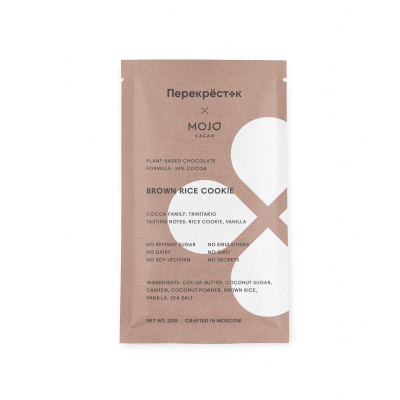 Перекрёсток
×
MOJO
CACAO
PLANT-BASED CHOCOLATE
FORMULA: 34% COCOA
BROWN RICE COOKIE
COCOA FAMILY: TRINITARIO
TASTING NOTES: RICE COOKIE, VANILLA
NO REFINED SUGAR NO EMULSIFIERS
NO DAIRY NO GMO
NO SOY LECITHIN NO SECRETS
INGREDIENTS: COCOA BUTTER, COCONUT SUGAR,
CASHEW, COCONUT POWDER, BROWN RICE,
VANILLA, SEA SALT
NET WT. 20G CRAFTED IN MOSCOW